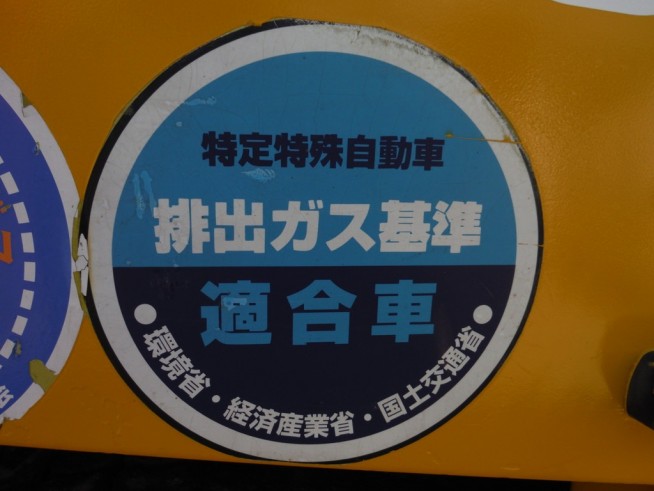 特定特殊自動車
排出ガス基準
適合車
環境省・経済産業省・国土交通省